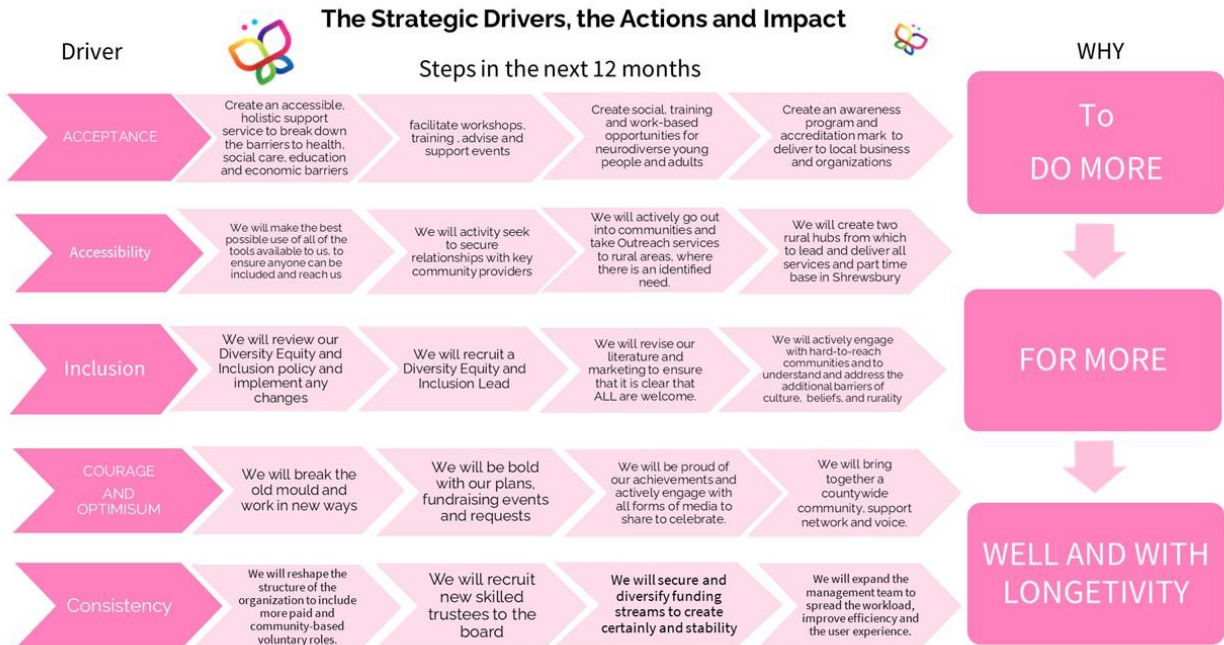 The Strategic Drivers, the Actions and Impact
Driver
Steps in the next 12 months
WHY
ACCEPTANCE
Create an accessible,
holistic support
service to break down
the barriers to health,
social care, education
and economic barriers
facilitate workshops,
training , advise and
support events
Create social, training
and work-based
opportunities for
neurodiverse young
people and adults
Create an awareness
program and
accreditation mark to
deliver to local business
and organizations
To
DO MORE
Accessibility
We will make the best
possible use of all of the
tools available to us, to
ensure anyone can be
included and reach us
We will activity seek
to secure
relationships with key
community providers
We will actively go out
into communities and
take Outreach services
to rural areas, where
there is an identified
need.
We will create two
rural hubs from which
to lead and deliver all
services and part time
base in Shrewsbury
Inclusion
We will review our
Diversity Equity and
Inclusion policy and
implement any
changes
We will recruit a
Diversity Equity and
Inclusion Lead
We will revise our
literature and
marketing to ensure
that it is clear that
ALL are welcome.
We will actively engage
with hard-to-reach
communities and to
understand and address the
additional barriers of
culture, beliefs, and rurality
FOR MORE
COURAGE
AND
OPTIMISUM
We will break the
old mould and
work in new ways
We will be bold
with our plans,
fundraising events
and requests
We will be proud of
our achievements and
actively engage with
all forms of media to
share to celebrate.
We will bring
together a
countywide
community, support
network and voice.
Consistency
We will reshape the
structure of the
organization to include
more paid and
community-based
voluntary roles.
We will recruit
new skilled
trustees to the
board
We will secure and
diversify funding
streams to create
certainly and stability
We will expand the
management team to
spread the workload,
improve efficiency and
the user experience.
WELL AND WITH
LONGETIVITY